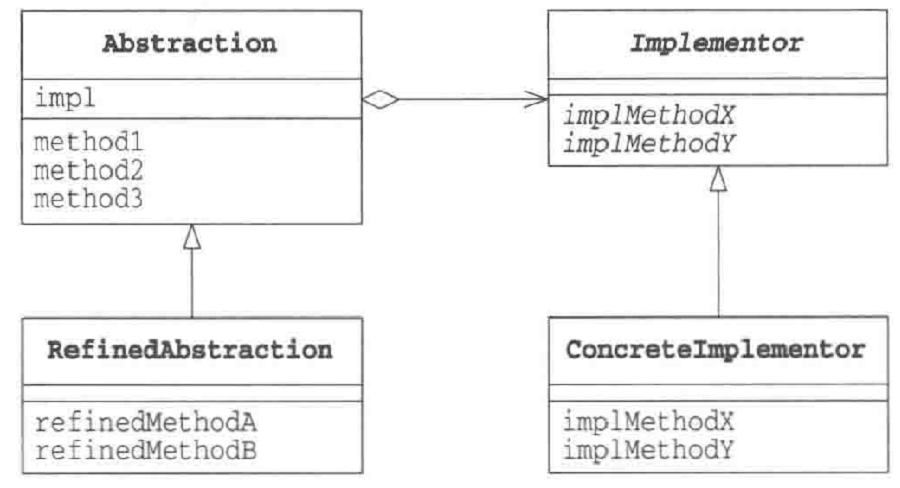 Abstraction
impl
method1
method2
method3
Implementor
implMethodX
implMethodY
RefinedAbstraction
refinedMethodA
refinedMethodB
ConcreteImplementor
implMethodX
implMethodY